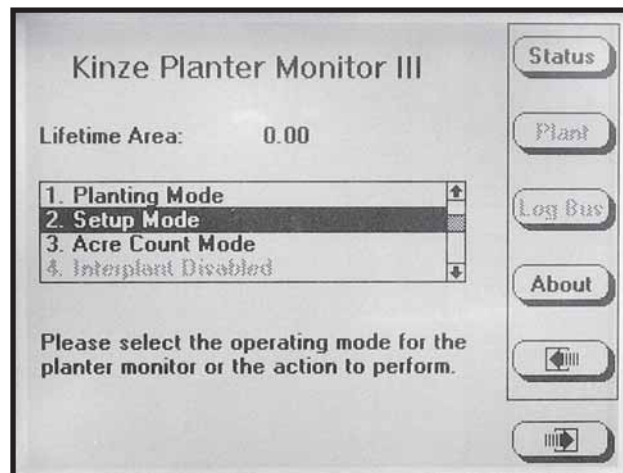 Kinze Planter Monitor III
Lifetime Area: 0.00
1. Planting Mode
2. Setup Mode
3. Acre Count Mode
4. Interplant Disabled
Please select the operating mode for the
planter monitor or the action to perform.
Status
Plant
Log Bus
About